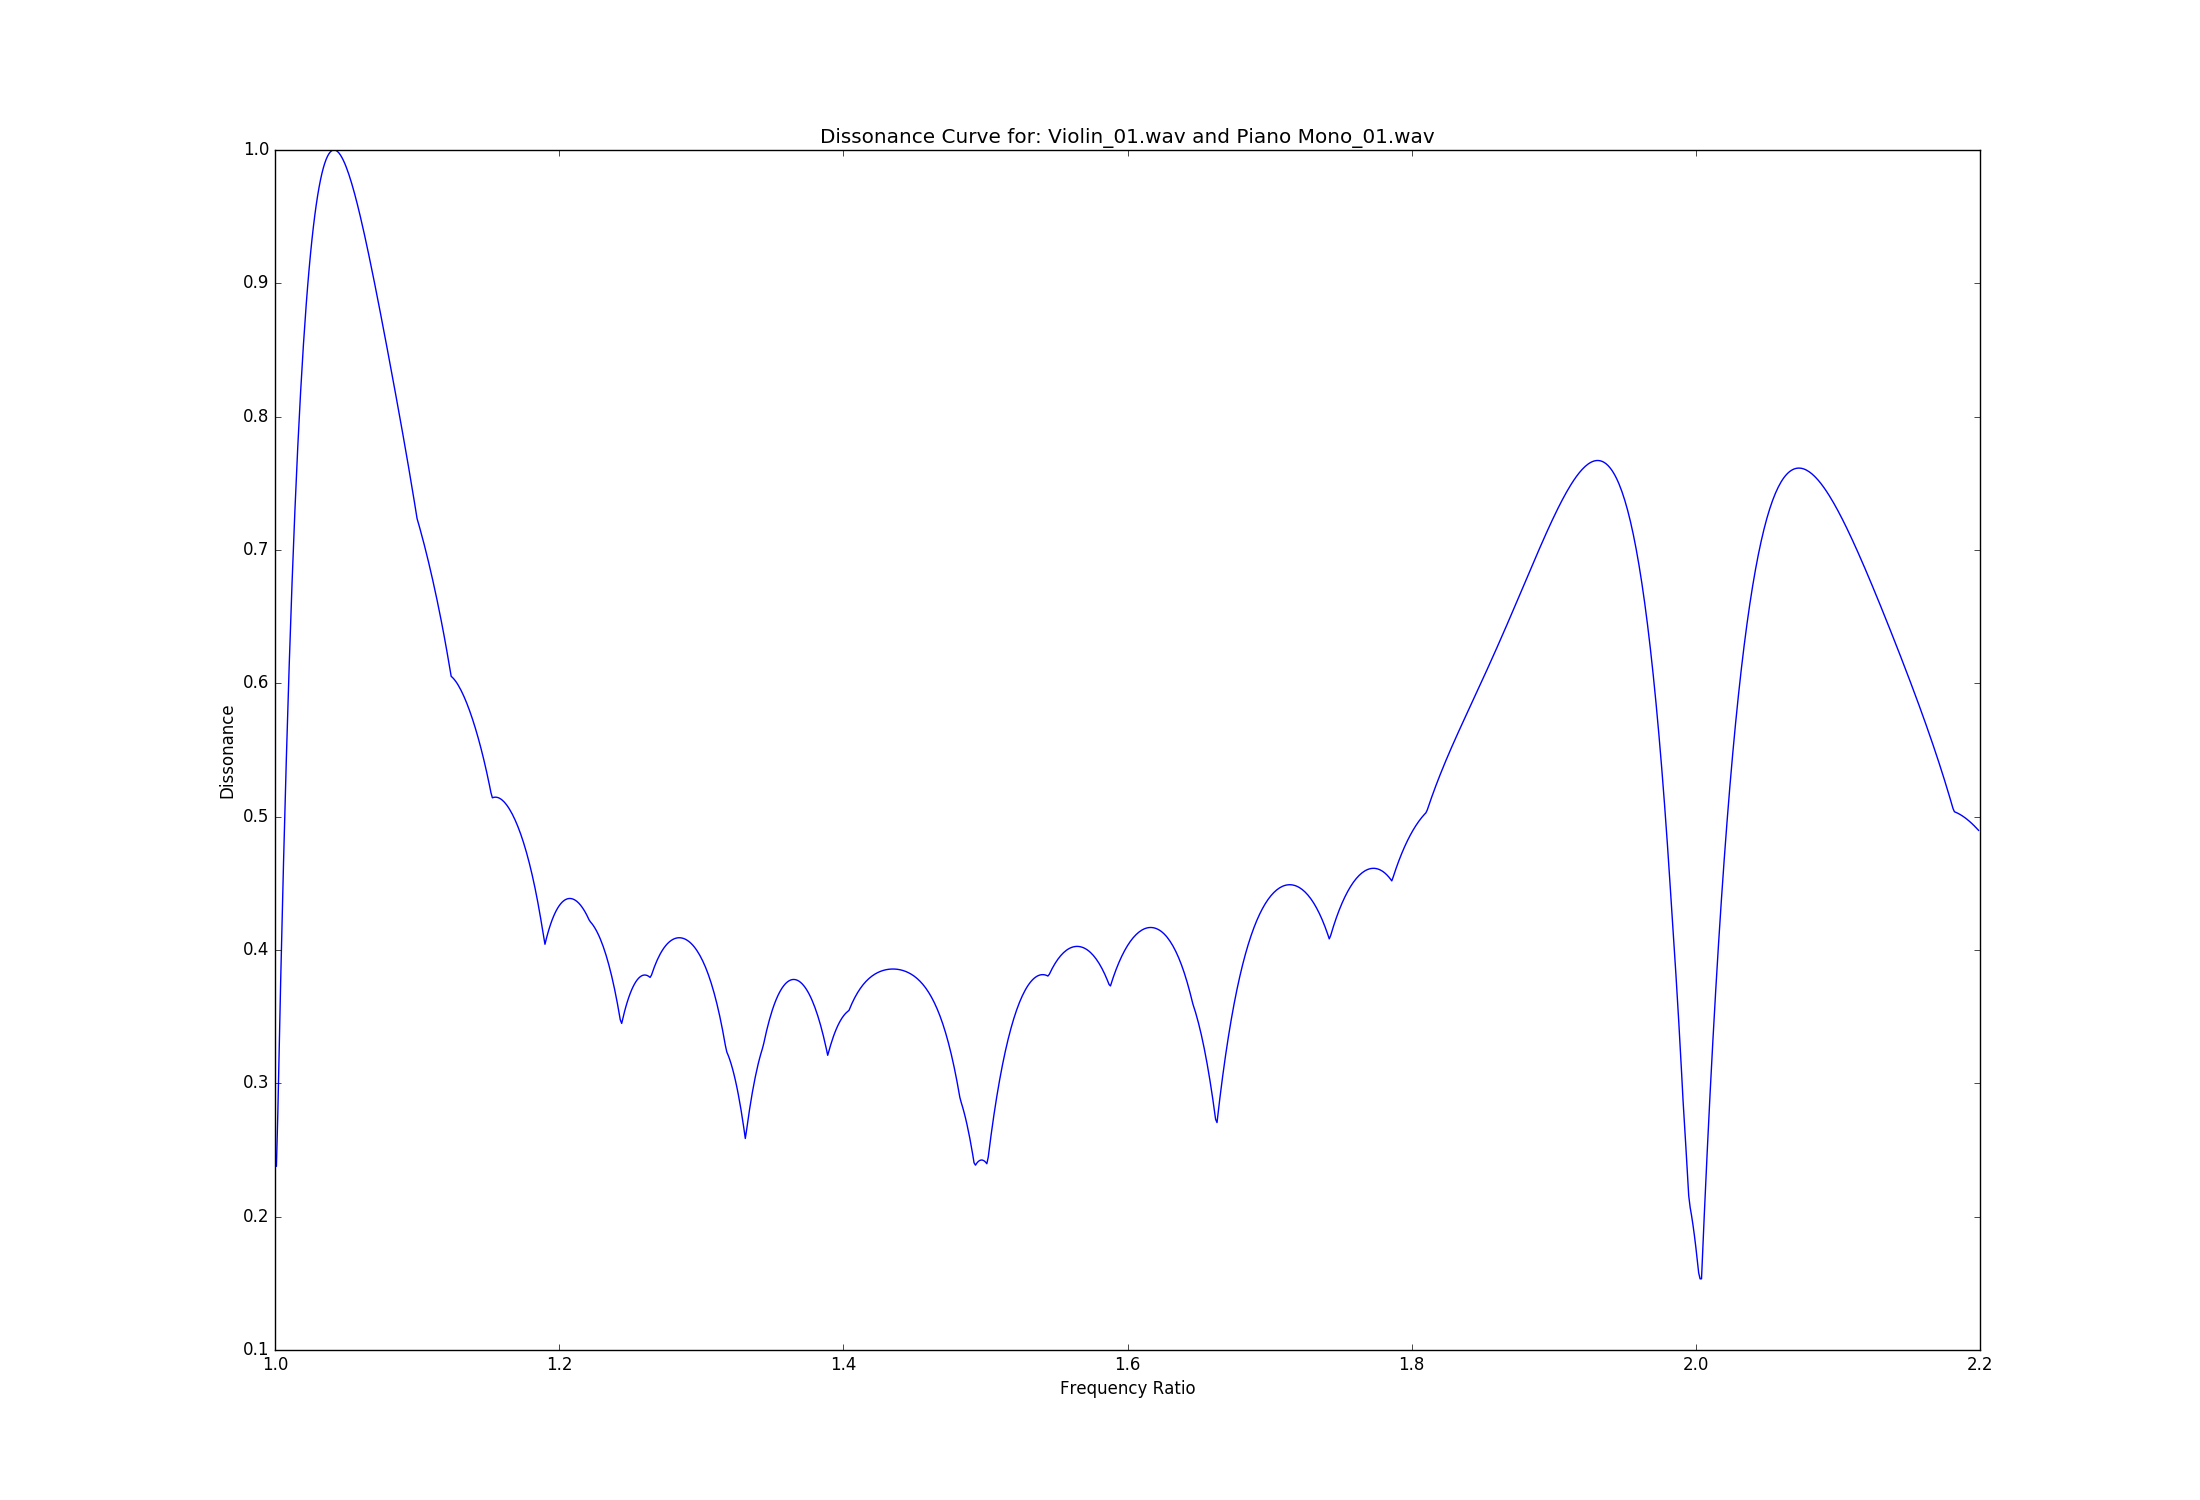 Dissonance Curve for: Violin_01.wav and Piano Mono_01.wav
1.0
0.9
0.8
0.7
0.6
0.5
0.4
0.3
0.2
0.1
Dissonance
1.0 1.2 1.4 1.6 1.8 2.0 2.2
Frequency Ratio